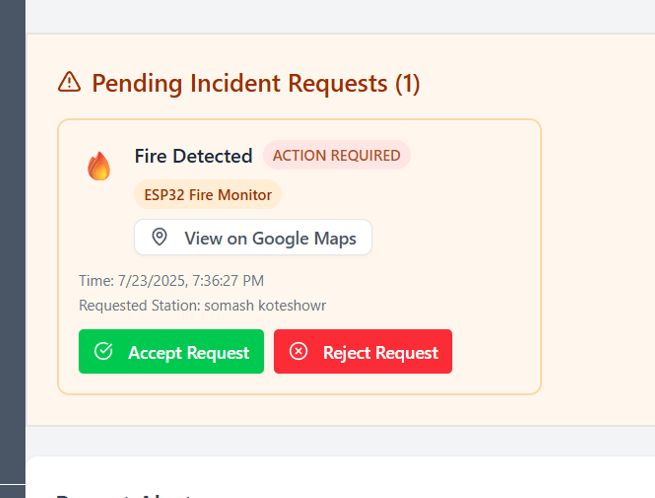 Pending Incident Requests (1)
Fire Detected ACTION REQUIRED
ESP32 Fire Monitor
View on Google Maps
Time: 7/23/2025, 7:36:27 PM
Requested Station: somash koteshowr
Accept Request Reject Request